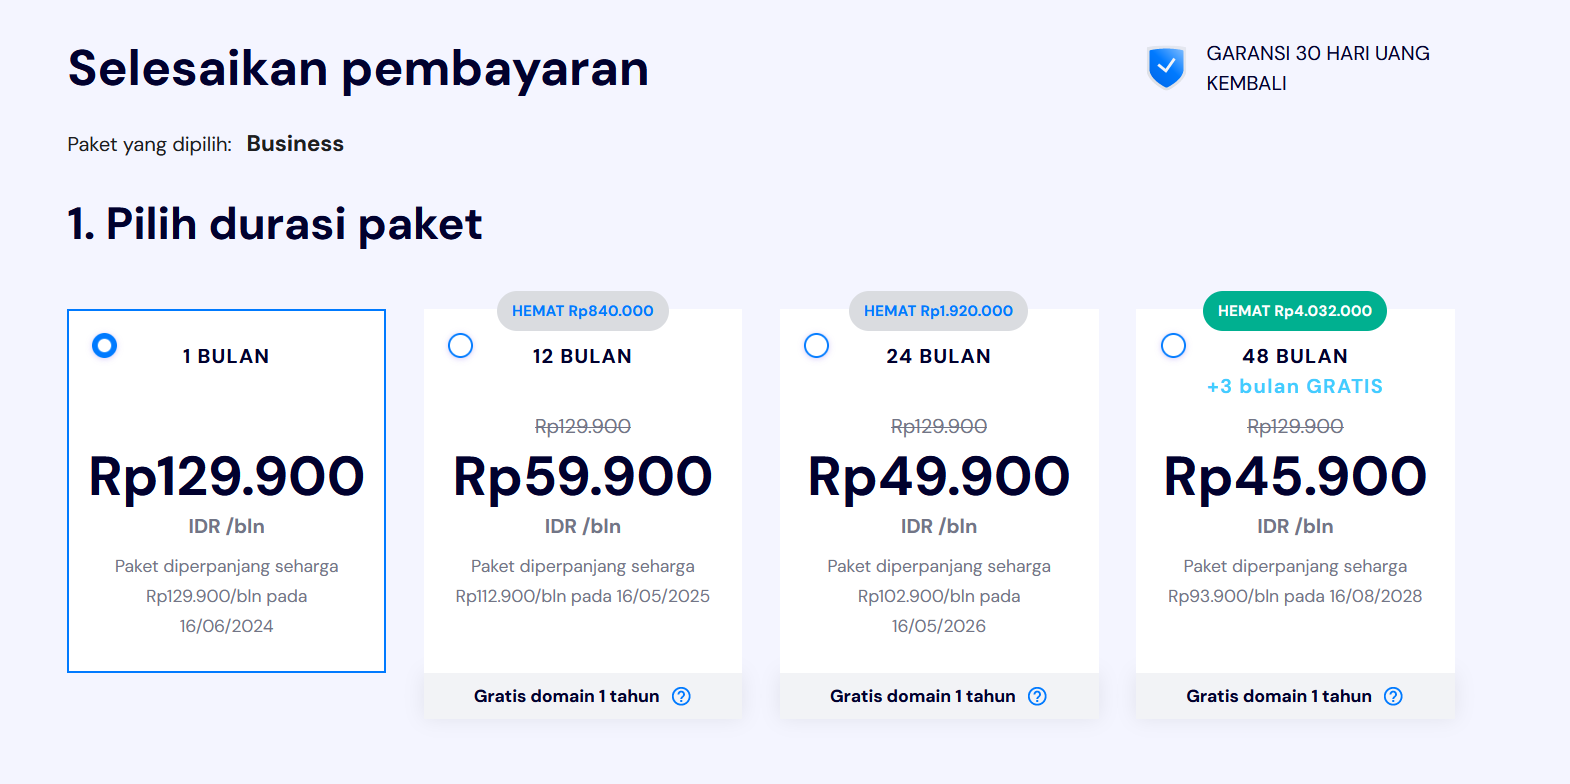 Selesaikan pembayaran
GARANSI 30 HARI UANG
KEMBALI
Paket yang dipilih: Business
1. Pilih durasi paket
1 BULAN
Rp129.900
IDR /bln
Paket diperpanjang seharga
Rp129.900/bln pada
16/06/2024
HEMAT Rp840.000
12 BULAN
Rp129.900
Rp59.900
IDR /bln
Paket diperpanjang seharga
Rp112.900/bln pada 16/05/2025
Gratis domain 1 tahun
HEMAT Rp1.920.000
24 BULAN
Rp129.900
Rp49.900
IDR /bln
Paket diperpanjang seharga
Rp102.900/bln pada
16/05/2026
Gratis domain 1 tahun
HEMAT Rp4.032.000
48 BULAN
+3 bulan GRATIS
Rp129.900
Rp45.900
IDR /bln
Paket diperpanjang seharga
Rp93.900/bln pada 16/08/2028
Gratis domain 1 tahun